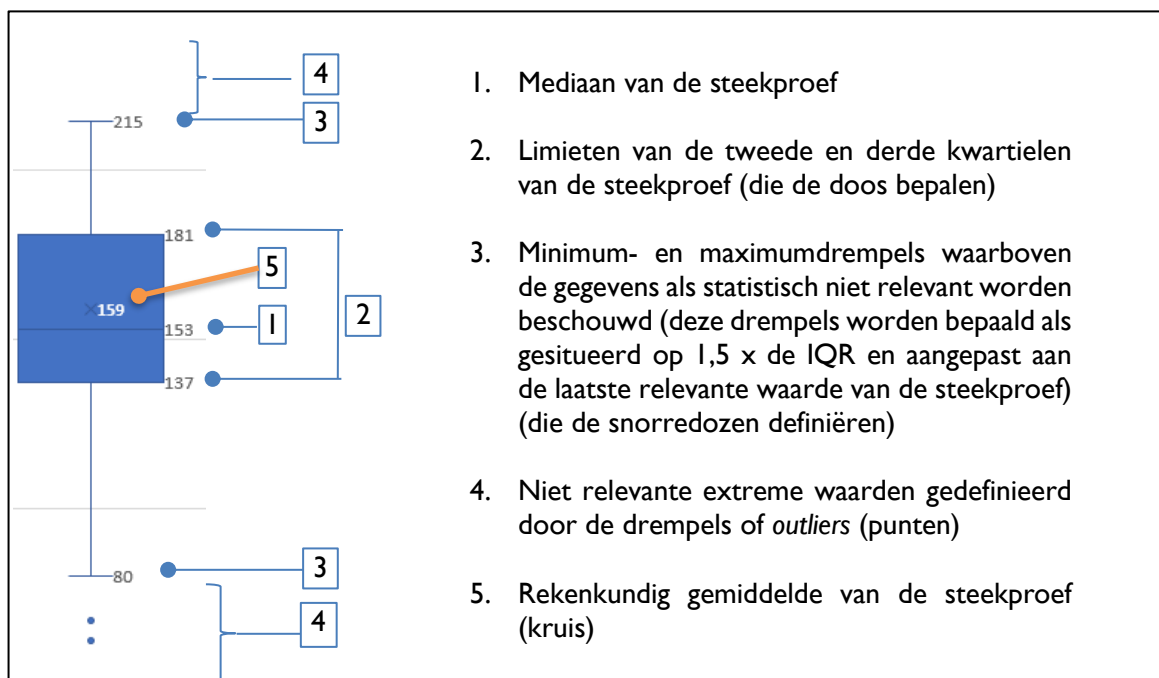 4
215
3
181
5
159
153
1
2
137
80
3
4
1. Mediaan van de steekproef
2. Limieten van de tweede en derde kwartielen
van de steekproef (die de doos bepalen)
3. Minimum- en maximumdrempels waarboven
de gegevens als statistisch niet relevant worden
beschouwd (deze drempels worden bepaald als
gesitueerd op 1,5 x de IQR en aangepast aan
de laatste relevante waarde van de steekproef)
(die de snorredozen definiëren)
4. Niet relevante extreme waarden gedefinieerd
door de drempels of outliers (punten)
5. Rekenkundig gemiddelde van de steekproef
(kruis)